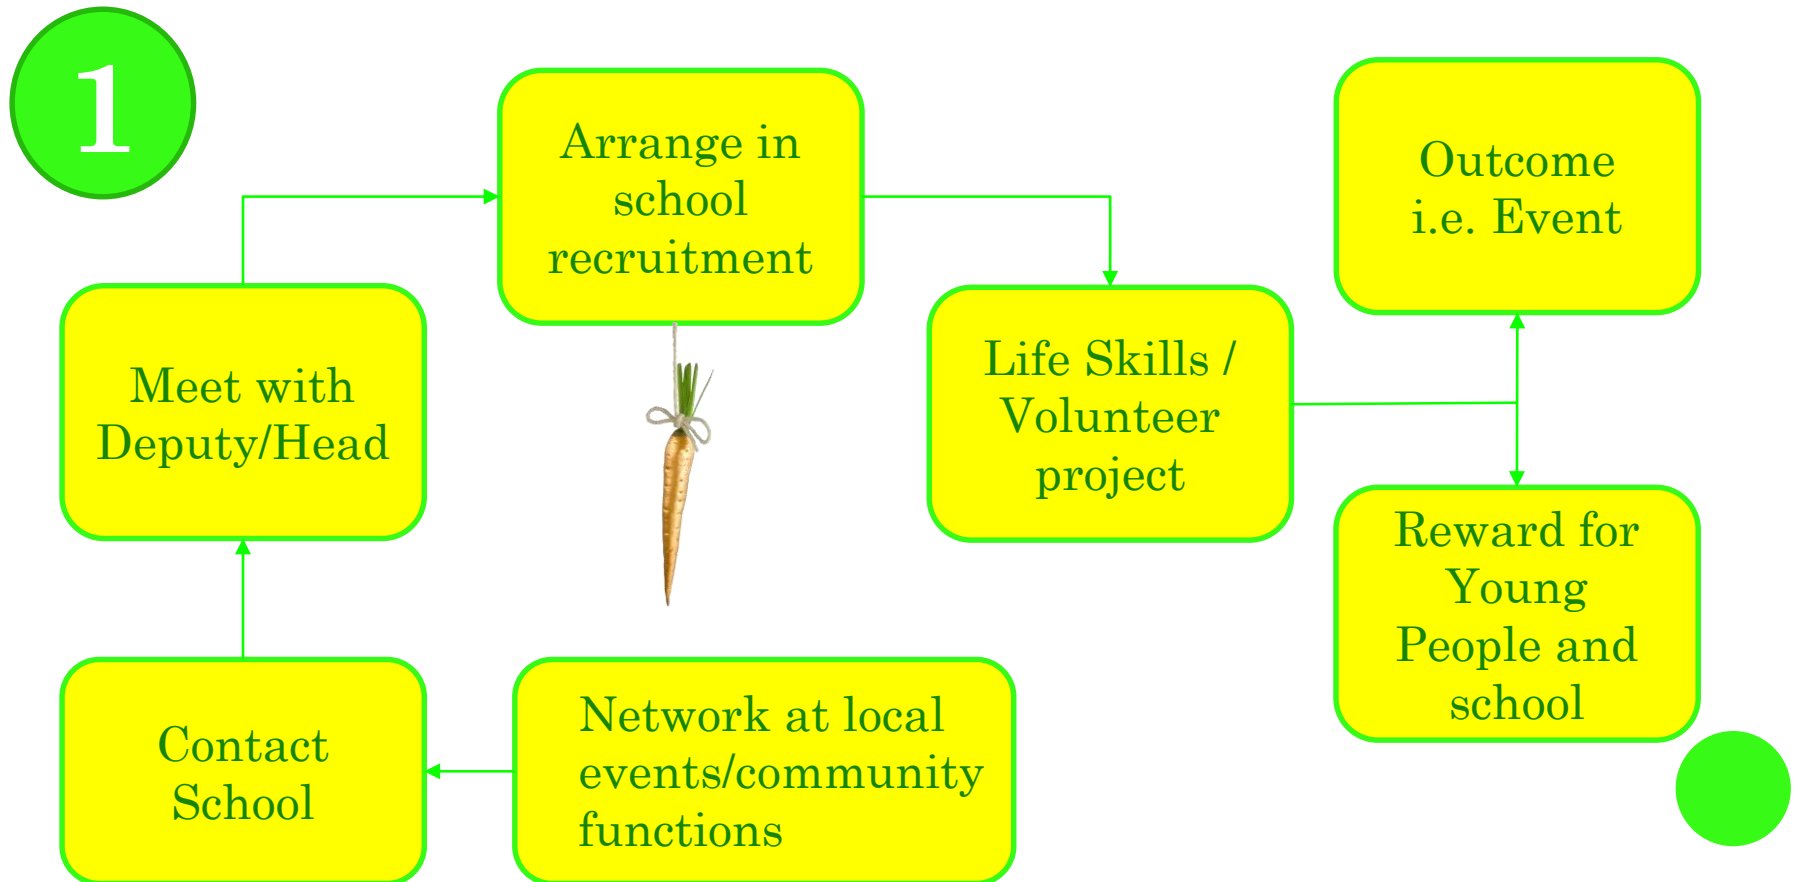 1
Arrange in
school
recruitment
Outcome
i.e. Event
Meet with
Deputy/Head
Life Skills /
Volunteer
project
Reward for
Young
People and
school
Contact
School
Network at local
events/community
functions